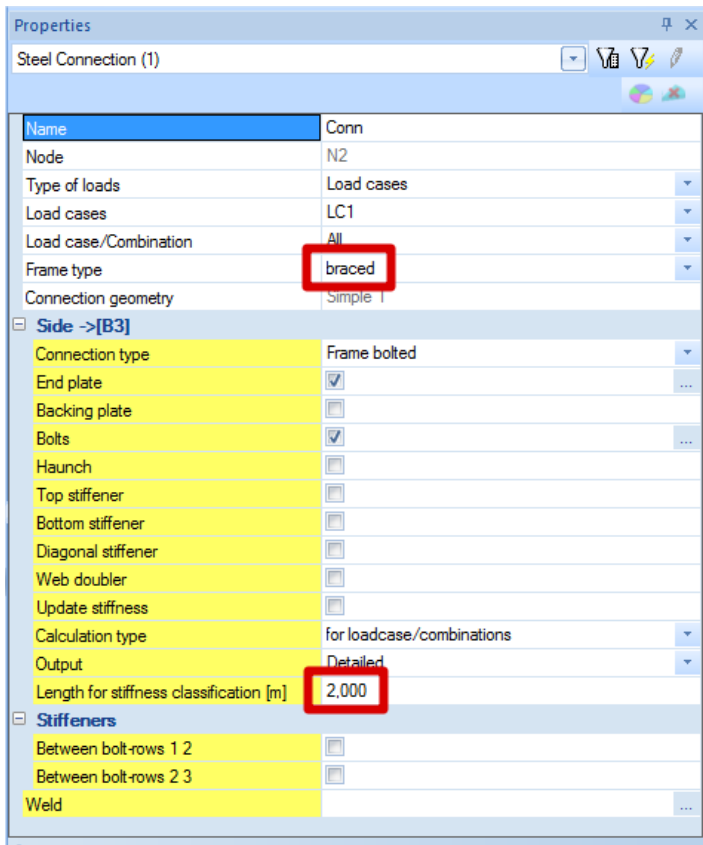 Properties
Steel Connection (1)
Name Conn
Node N2
Type of loads Load cases
Load cases LC1
Load case/Combination All
Frame type braced
Connection geometry Simple T
Side ->[B3]
Connection type Frame bolted
End plate ...
Backing plate
Bolts ...
Haunch
Top stiffener
Bottom stiffener
Diagonal stiffener
Web doubler
Update stiffness
Calculation type for loadcase/combinations
Output Detailed
Length for stiffness classification [m] 2,000
Stiffeners
Between bolt-rows 1 2
Between bolt-rows 2 3
Weld ...